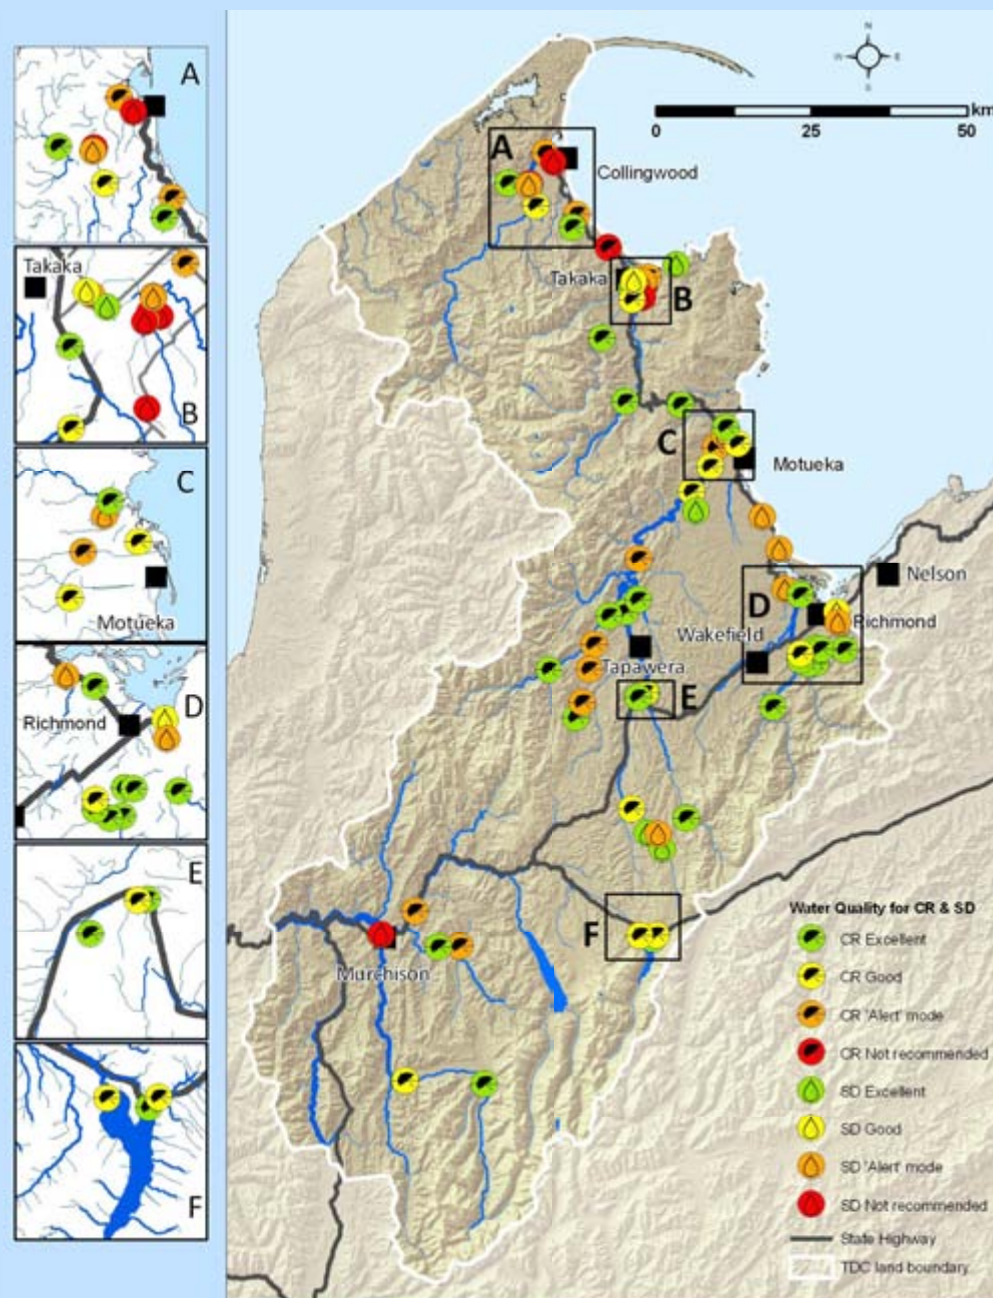 A
Takaka
B
C
Motueka
Richmond
D
E
F
N
W
E
S
km
0
25
50
A
Collingwood
Takaka
B
C
Motueka
Nelson
D
Richmond
Wakefield
Tapawera
E
F
Murchison
Water Quality for CR & SD
CR Excellent
CR Good
CR 'Alert' mode
CR Not recommended
SD Excellent
SD Good
SD 'Alert' mode
SD Not recommended
State Highway
TDC land boundary